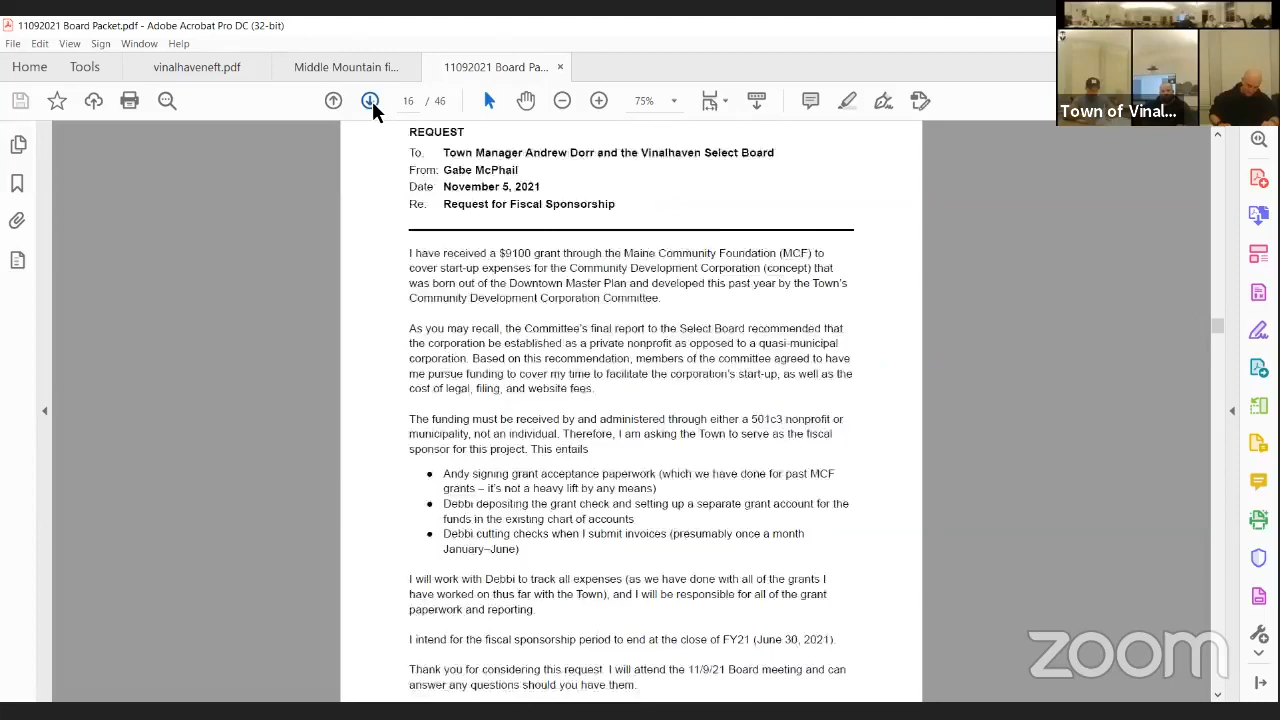 11092021 Board Packet.pdf - Adobe Acrobat Pro DC (32-bit)
File Edit View Sign Window Help
Home Tools vinalhaveneft.pdf Middle Mountain fi... 11092021 Board Pa... ×
16 / 46 75%
Town of Vinal...
REQUEST
To. Town Manager Andrew Dorr and the Vinalhaven Select Board
From: Gabe McPhail
Date November 5, 2021
Re. Request for Fiscal Sponsorship
I have received a $9100 grant through the Maine Community Foundation (MCF) to
cover start-up expenses for the Community Development Corporation (concept) that
was born out of the Downtown Master Plan and developed this past year by the Town's
Community Development Corporation Committee.
As you may recall, the Committee's final report to the Select Board recommended that
the corporation be established as a private nonprofit as opposed to a quasi-municipal
corporation. Based on this recommendation, members of the committee agreed to have
me pursue funding to cover my time to facilitate the corporation's start-up, as well as the
cost of legal, filing, and website fees.
The funding must be received by and administered through either a 501c3 nonprofit or
municipality, not an individual. Therefore, I am asking the Town to serve as the fiscal
sponsor for this project. This entails
● Andy signing grant acceptance paperwork (which we have done for past MCF
grants – it's not a heavy lift by any means)
● Debbi depositing the grant check and setting up a separate grant account for the
funds in the existing chart of accounts
● Debbi cutting checks when I submit invoices (presumably once a month
January–June)
I will work with Debbi to track all expenses (as we have done with all of the grants I
have worked on thus far with the Town), and I will be responsible for all of the grant
paperwork and reporting.
I intend for the fiscal sponsorship period to end at the close of FY21 (June 30, 2021).
Thank you for considering this request. I will attend the 11/9/21 Board meeting and can
answer any questions should you have them.
zoom